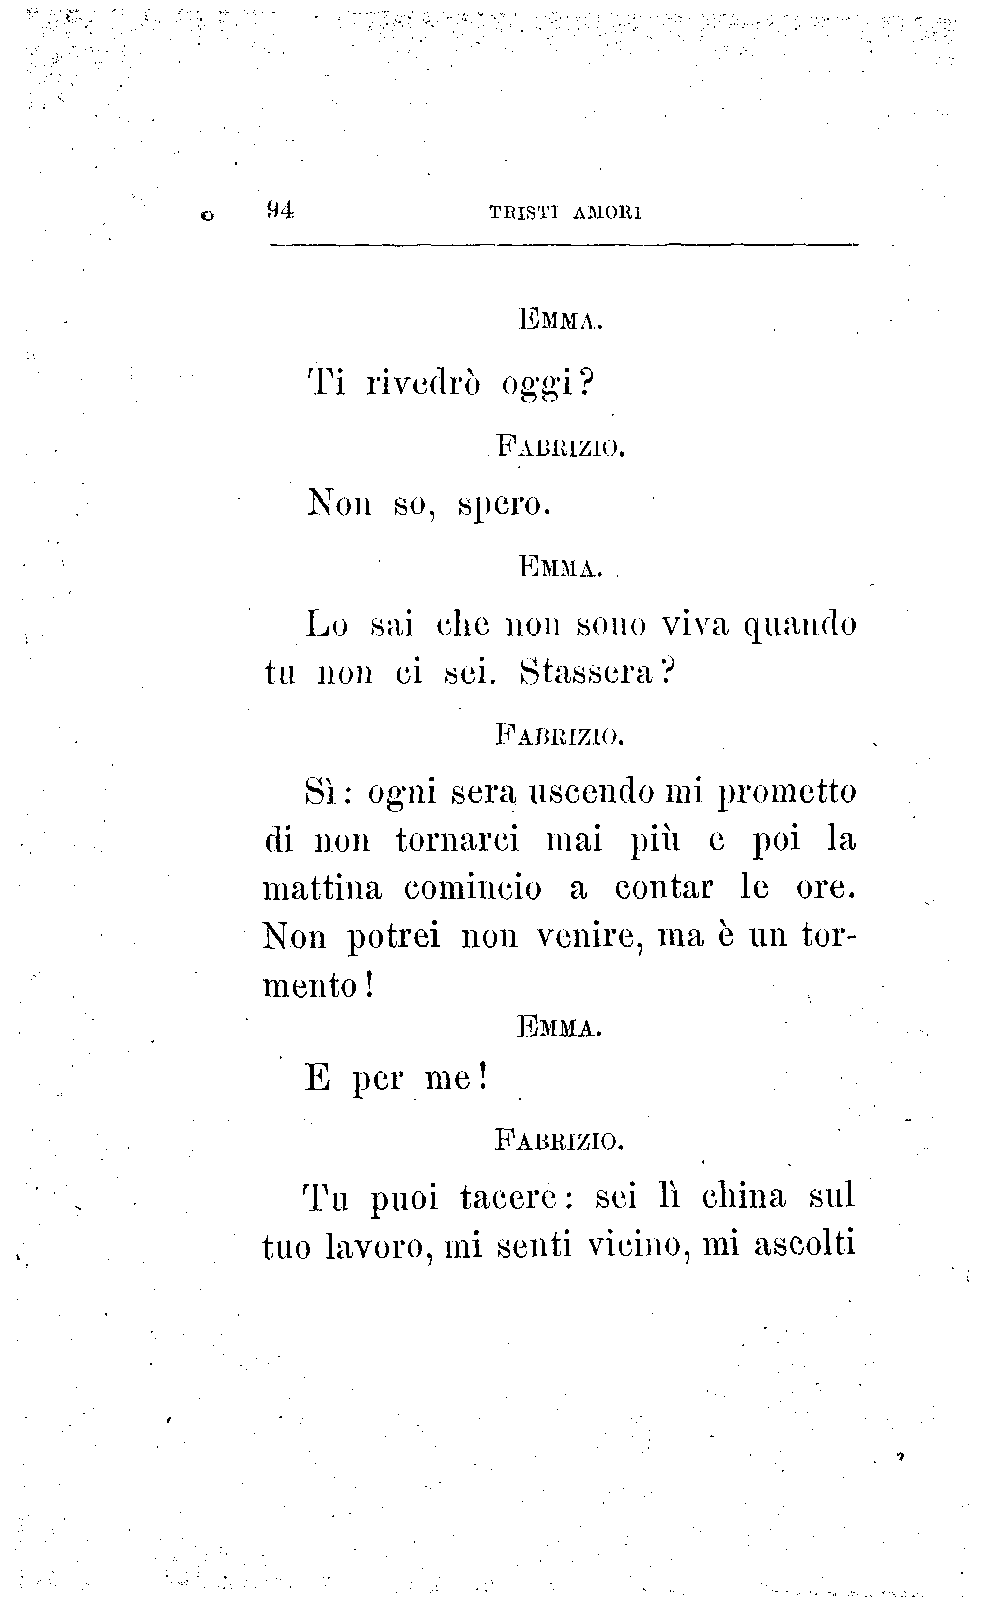 94 TRISTI AMORI
EMMA.
Ti rivedrò oggi?
FABRIZIO.
Non so, spero.
EMMA.
Lo sai che non sono viva quando
tu non ci sei. Stassera?
FABRIZIO.
Sì: ogni sera uscendo mi prometto
di non tornarci mai più e poi la
mattina comincio a contar le ore.
Non potrei non venire, ma è un tor-
mento!
EMMA.
E per me!
FABRIZIO.
Tu puoi tacere: sei lì china sul
tuo lavoro, mi senti vicino, mi ascolti